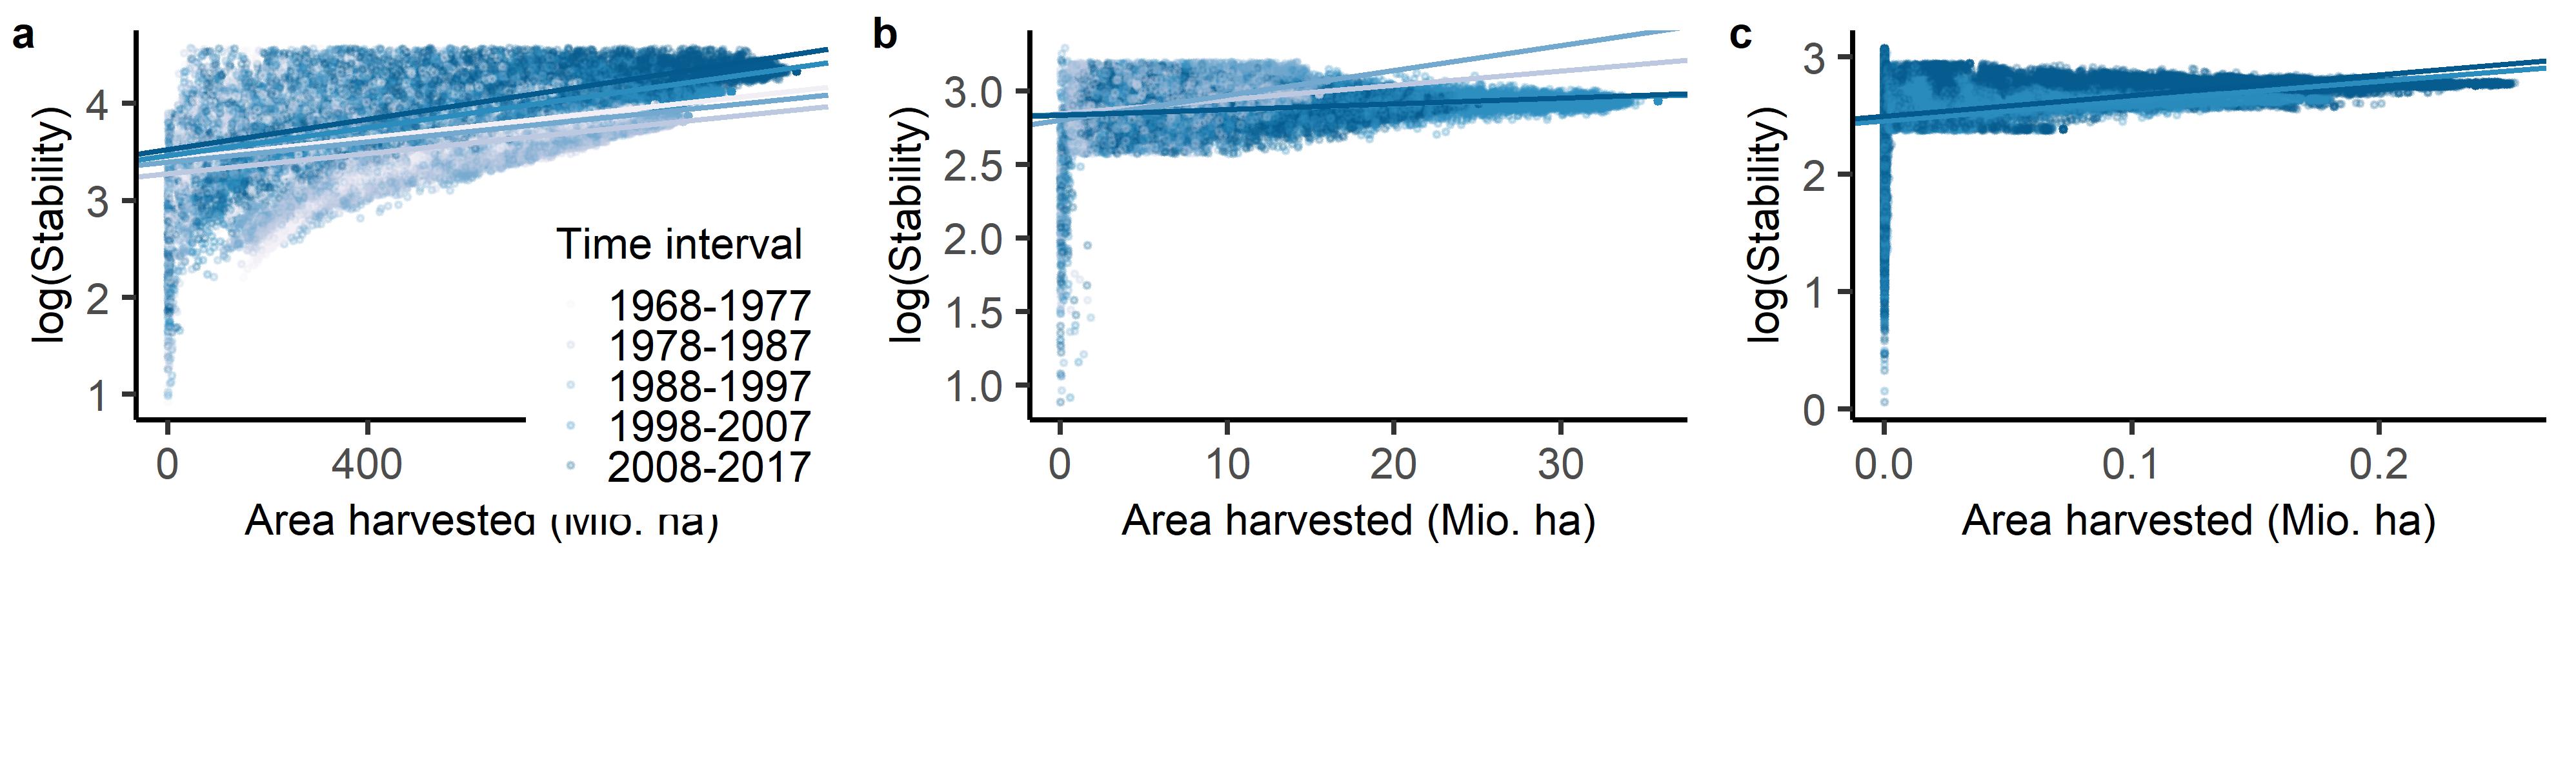 a
log(Stability)
4
3
2
1
0
400
Area harvested (Mio. ha)
Time interval
1968-1977
1978-1987
1988-1997
1998-2007
2008-2017
b
log(Stability)
3.0
2.5
2.0
1.5
1.0
0
10
20
30
Area harvested (Mio. ha)
c
log(Stability)
3
2
1
0
0.0
0.1
0.2
Area harvested (Mio. ha)